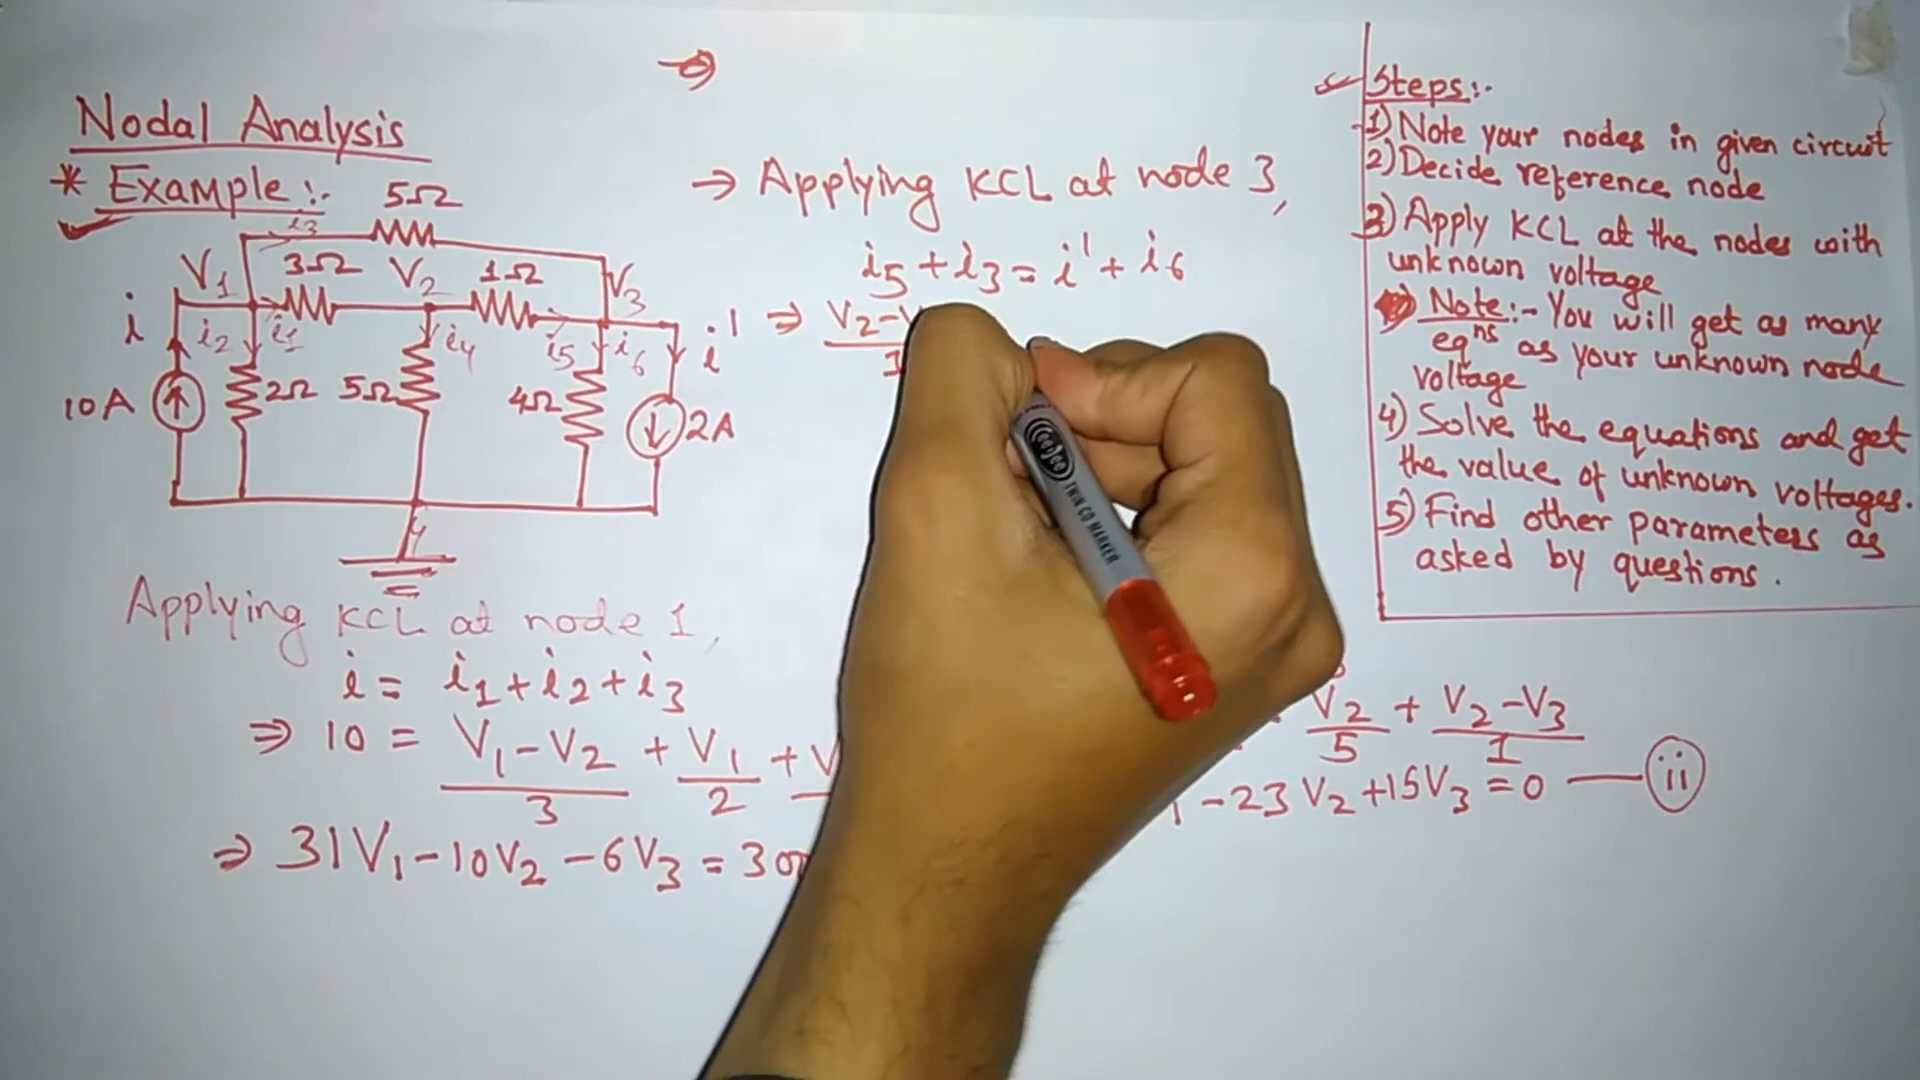 Nodal Analysis
* Example :-
5Ω
i3
V1 3Ω V2 1Ω V3
i i2 i1 i4 i5 i6 i'
10A 2Ω 5Ω 4Ω 2A
4
Applying KCL at node 1,
i = i1 + i2 + i3
⇒ 10 = V1-V2/3 + V1/2 + V
⇒ 31V1 - 10V2 - 6V3 = 300
→ Applying KCL at node 3,
i5 + i3 = i' + i6
⇒ V2-V/1
V2/5 + V2-V3/1
-23V2 + 15V3 = 0 — ii
Steps :-
1) Note your nodes in given circuit
2) Decide reference node
3) Apply KCL at the nodes with
unknown voltage
Note :- You will get as many
eqns as your unknown node
voltage
4) Solve the equations and get
the value of unknown voltages.
5) Find other parameters as
asked by questions.
TWIN CD MARKER